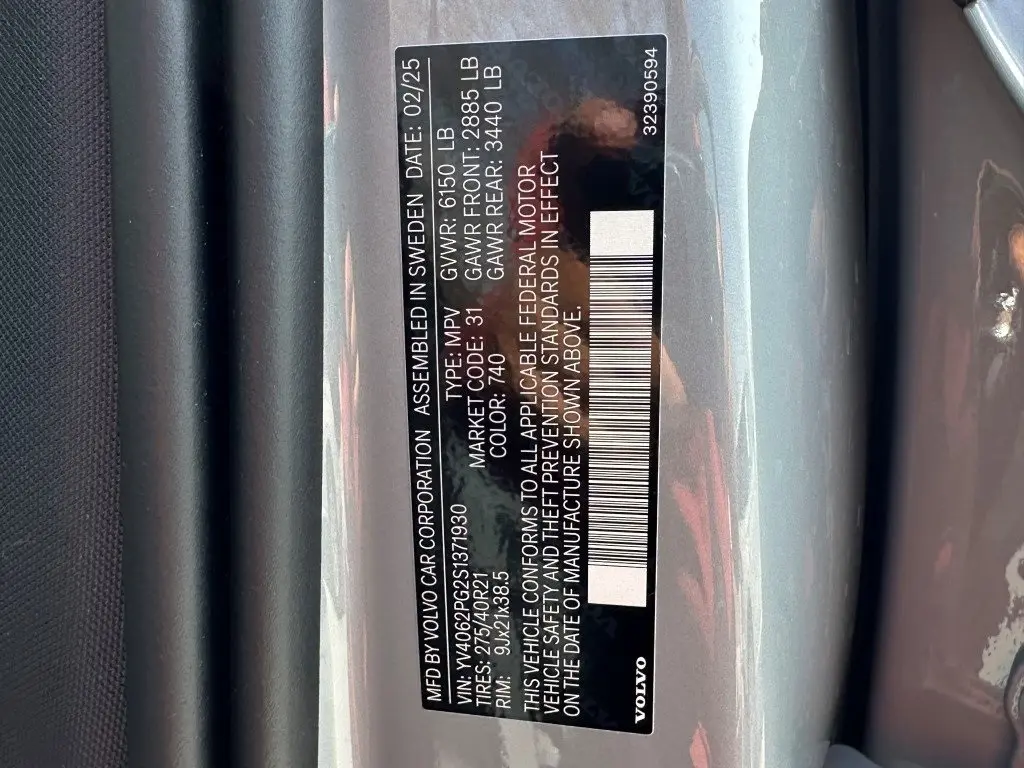 MFD BY VOLVO CAR CORPORATION ASSEMBLED IN SWEDEN DATE: 02/25
VIN: YV4062PG2S1371930 TYPE: MPV GVWR: 6150 LB
TIRES: 275/40R21 MARKET CODE: 31 GAWR FRONT: 2885 LB
RIM: 9Jx21x38.5 COLOR: 740 GAWR REAR: 3440 LB
THIS VEHICLE CONFORMS TO ALL APPLICABLE FEDERAL MOTOR
VEHICLE SAFETY AND THEFT PREVENTION STANDARDS IN EFFECT
ON THE DATE OF MANUFACTURE SHOWN ABOVE.
VOLVO 32390594